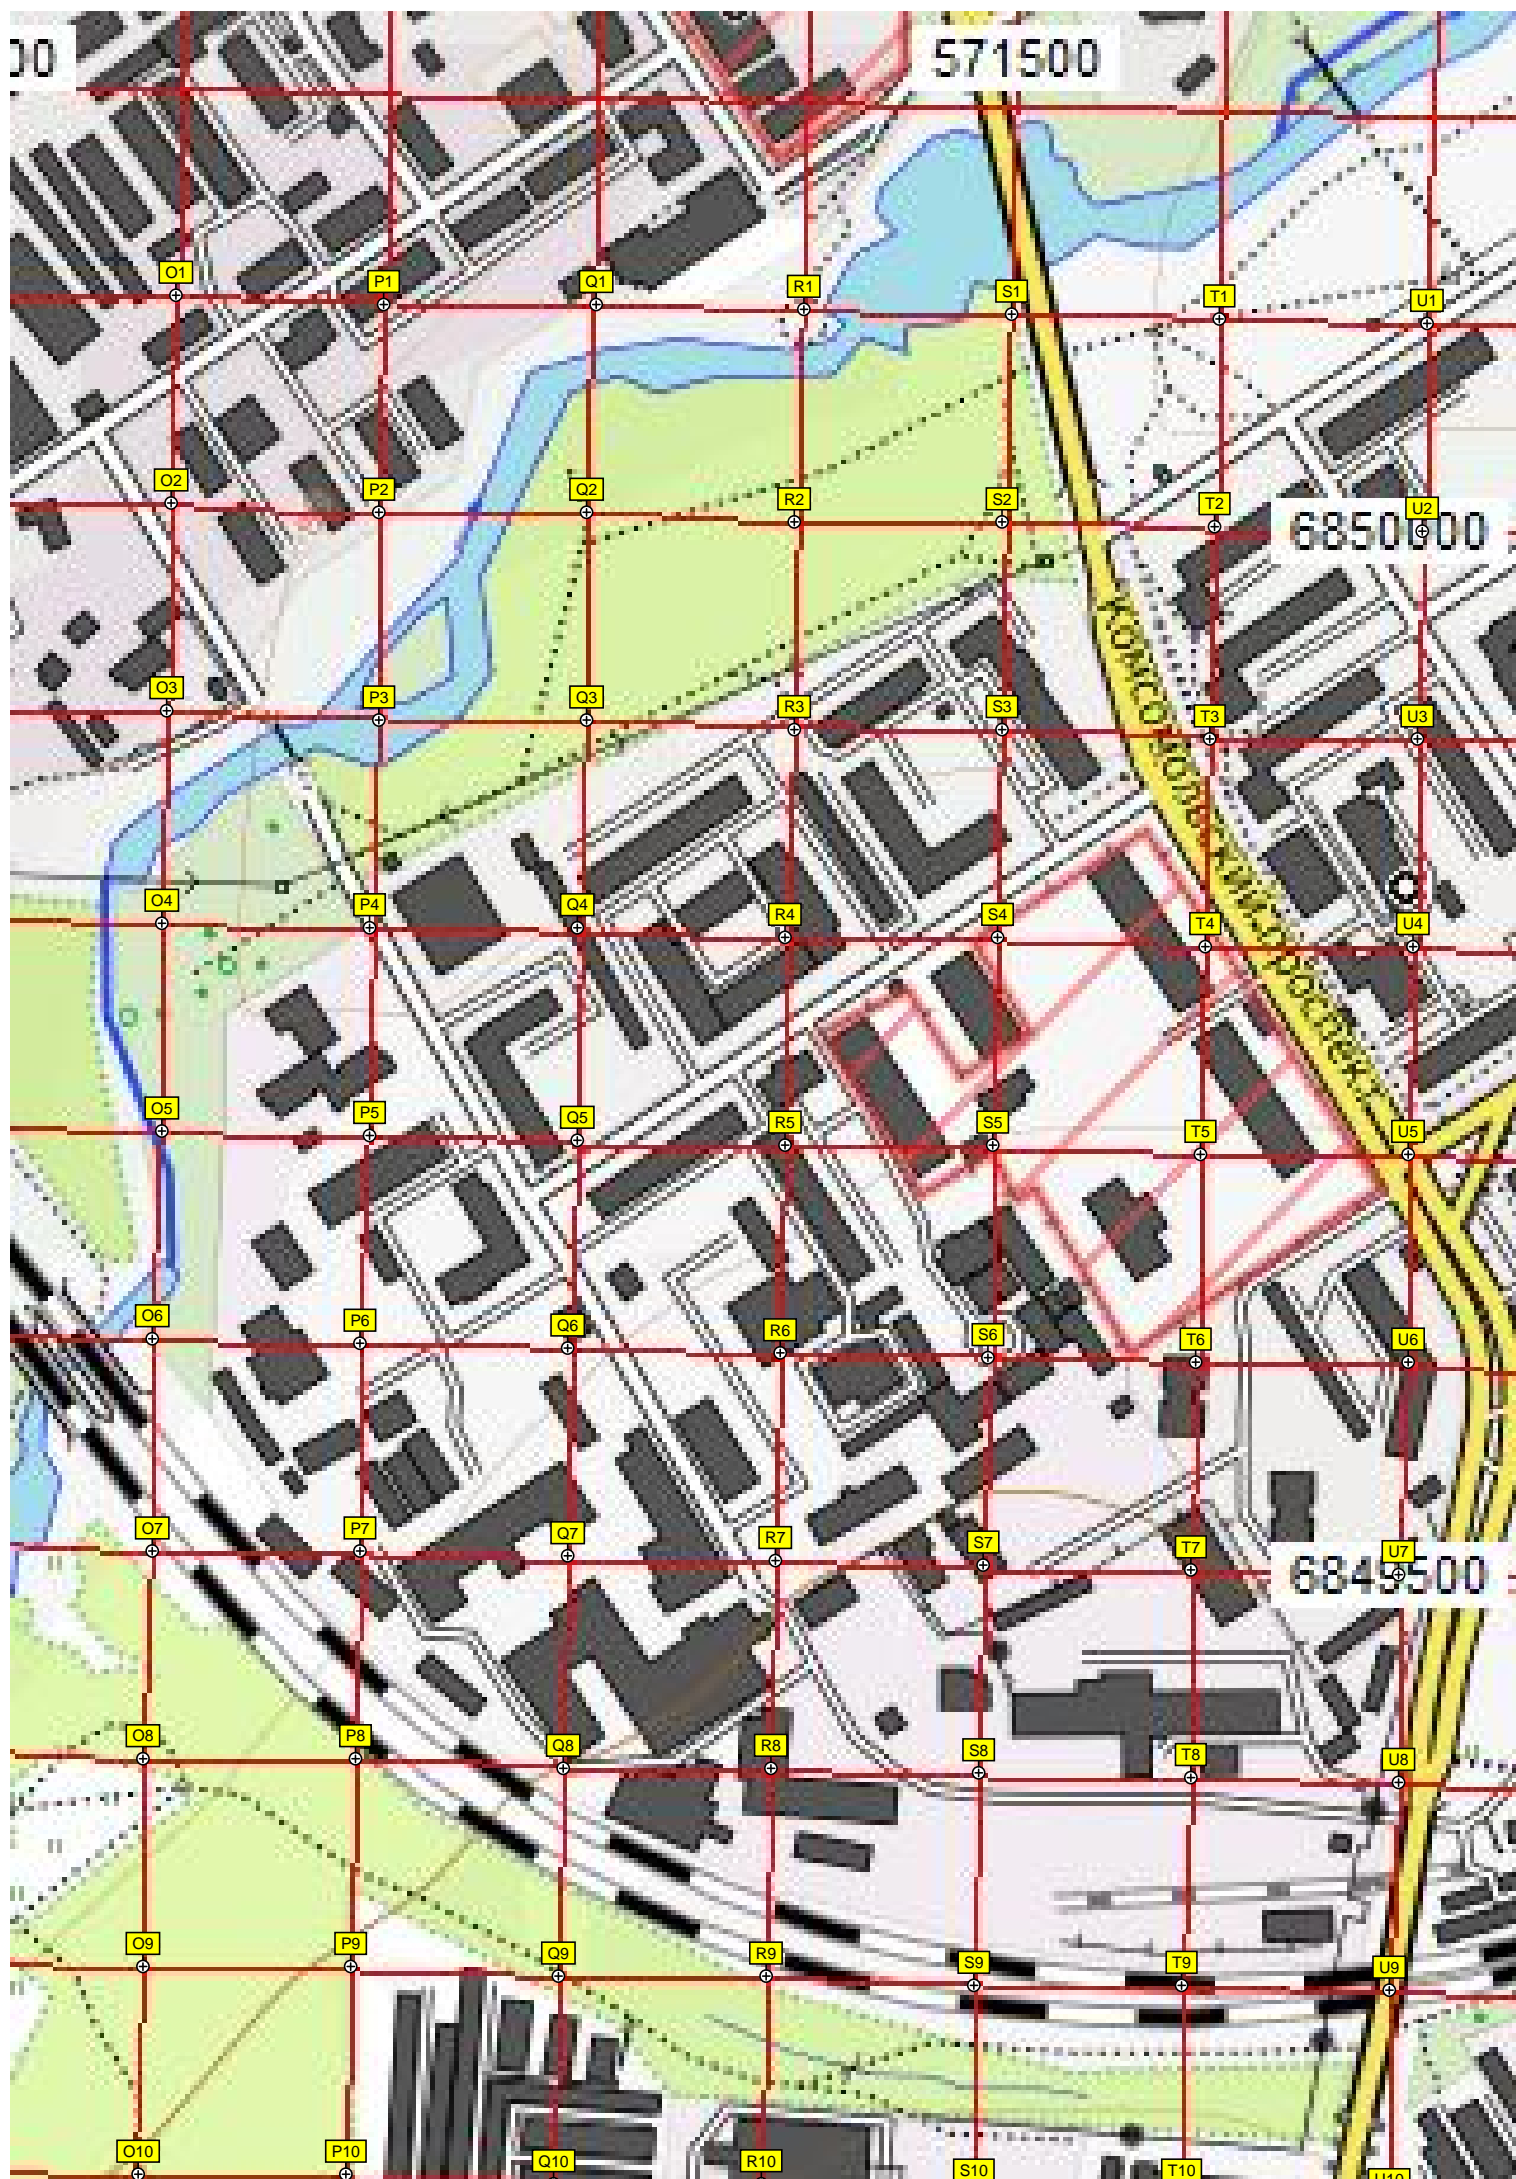 00
571500
O1 P1 Q1 R1 S1 T1 U1
O2 P2 Q2 R2 S2 T2 U2
6850000
O3 P3 Q3 R3 S3 T3 U3
Комсомольский проспект
O4 P4 Q4 R4 S4 T4 U4
O5 P5 Q5 R5 S5 T5 U5
O6 P6 Q6 R6 S6 T6 U6
O7 P7 Q7 R7 S7 T7 U7
6849500
O8 P8 Q8 R8 S8 T8 U8
O9 P9 Q9 R9 S9 T9 U9
O10 P10 Q10 R10 S10 T10 U10